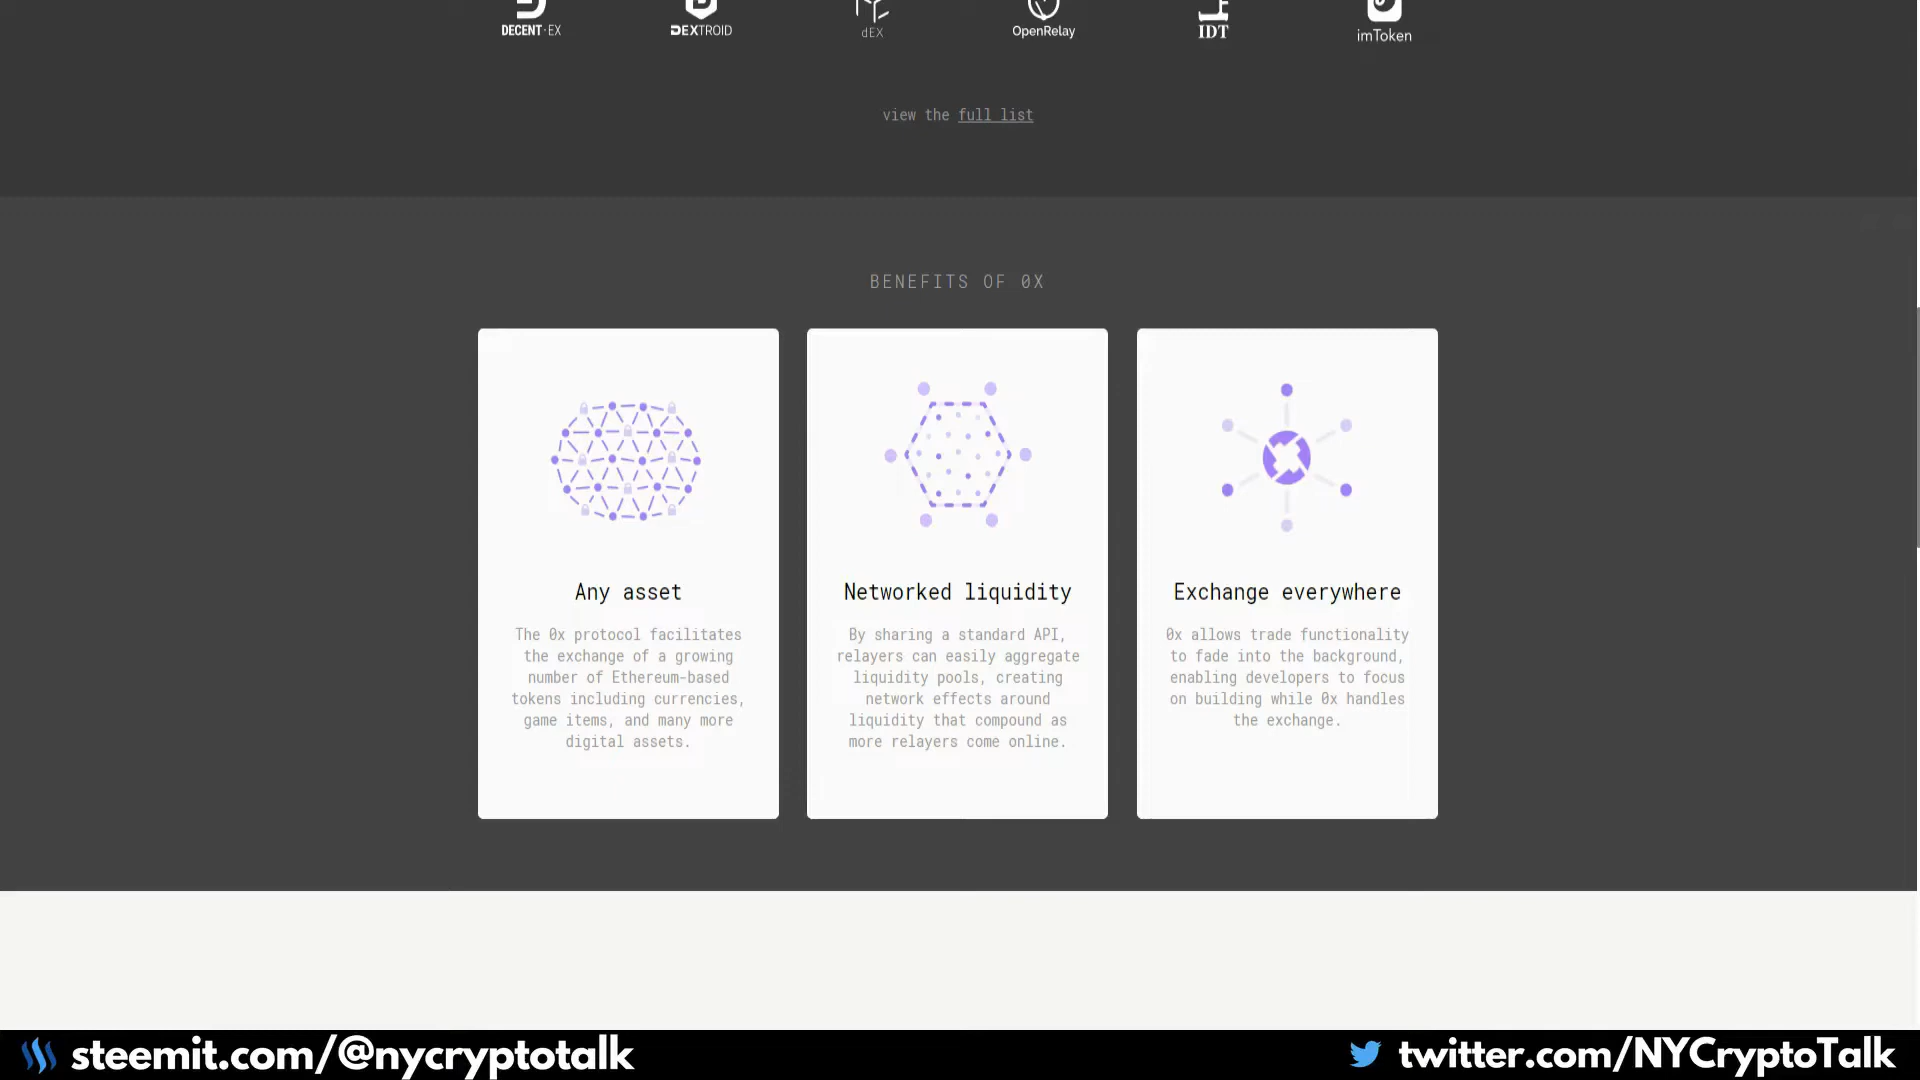 DECENT·EX
DEXTROID
dEX
OpenRelay
IDT
imToken
view the full list
BENEFITS OF 0X
Any asset
The 0x protocol facilitates
the exchange of a growing
number of Ethereum-based
tokens including currencies,
game items, and many more
digital assets.
Networked liquidity
By sharing a standard API,
relayers can easily aggregate
liquidity pools, creating
network effects around
liquidity that compound as
more relayers come online.
Exchange everywhere
0x allows trade functionality
to fade into the background,
enabling developers to focus
on building while 0x handles
the exchange.
steemit.com/@nycryptotalk
twitter.com/NYCryptoTalk